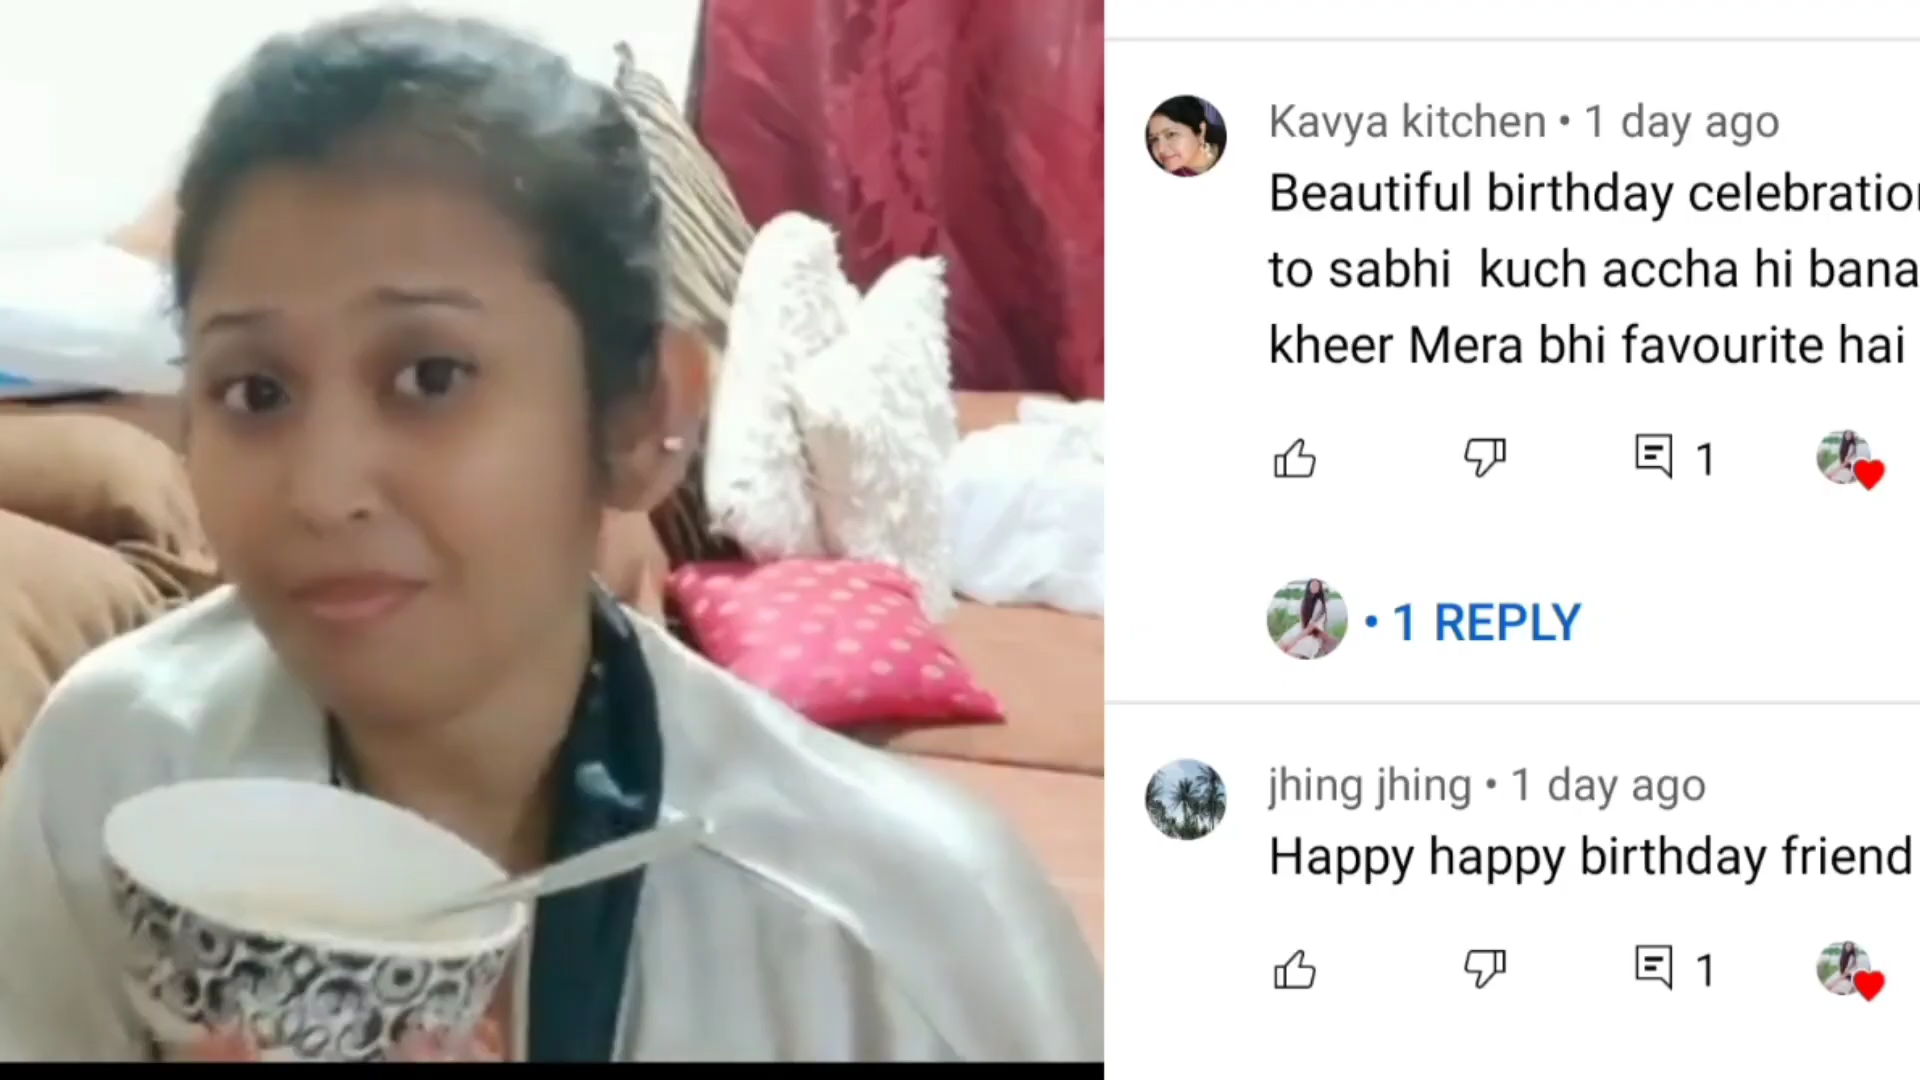 Kavya kitchen • 1 day ago
Beautiful birthday celebration
to sabhi kuch accha hi bana
kheer Mera bhi favourite hai
1
• 1 REPLY
jhing jhing • 1 day ago
Happy happy birthday friend
1